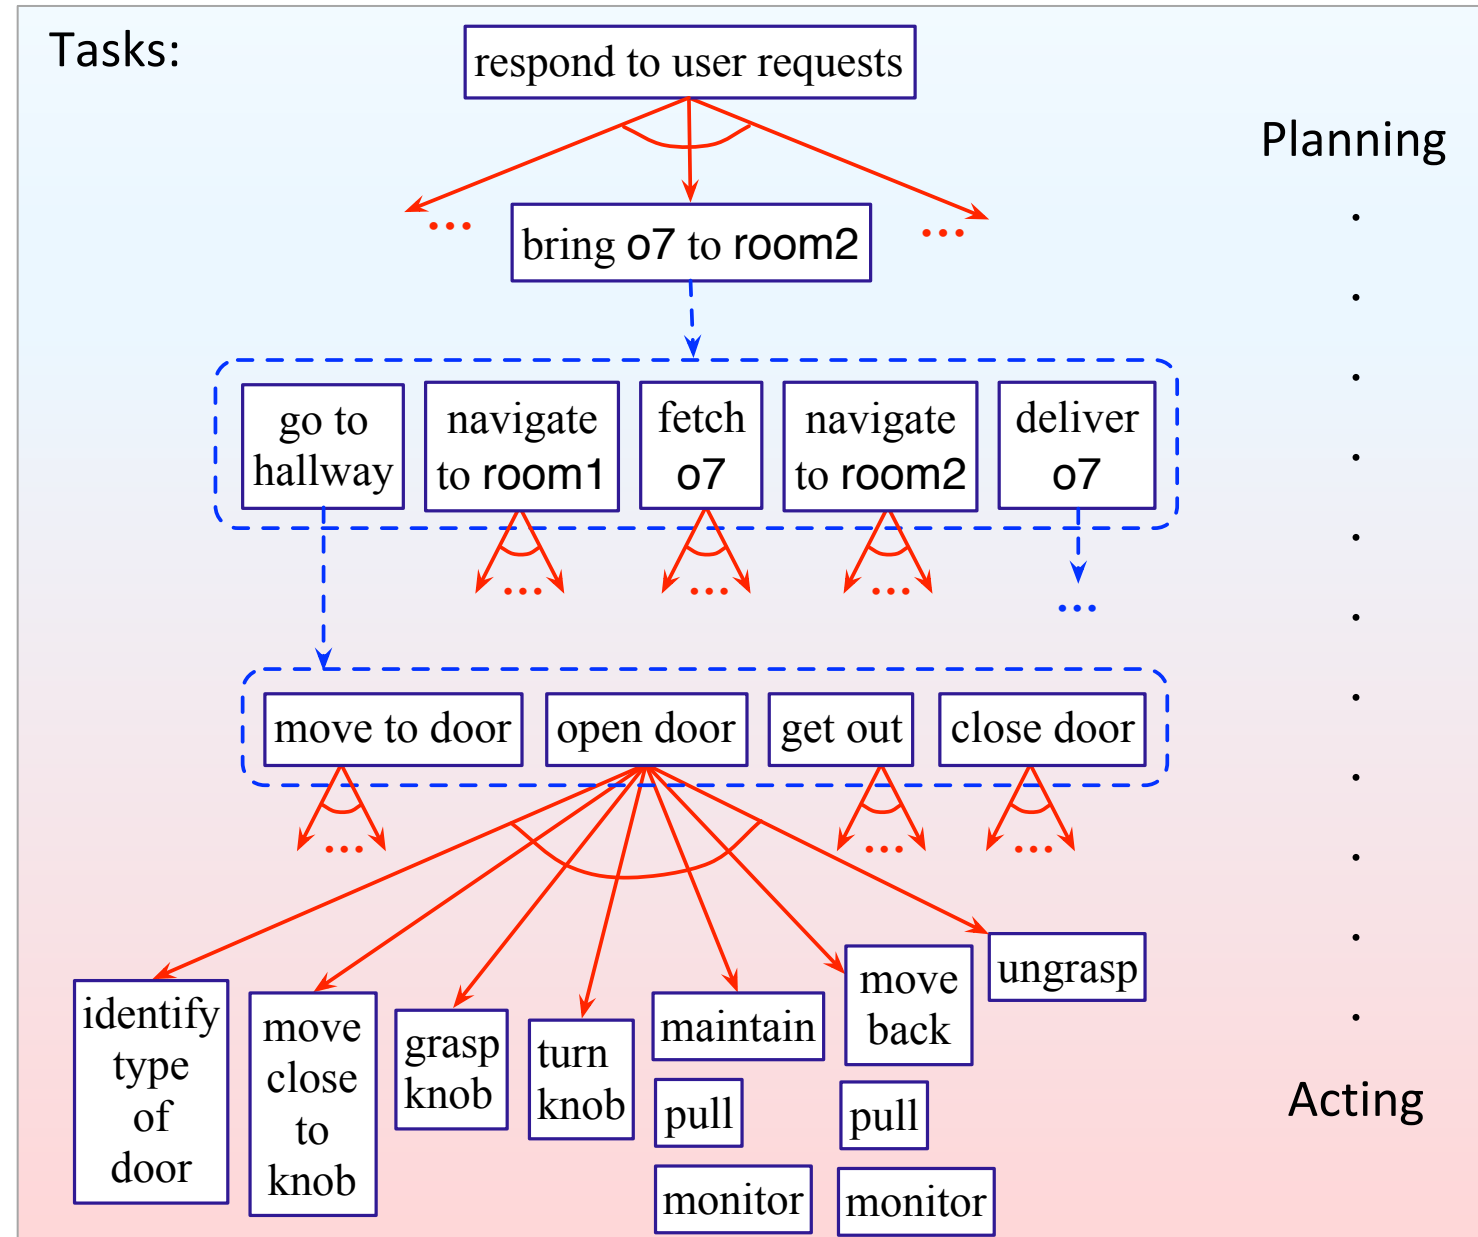 Tasks:
respond to user requests
Planning
...
bring o7 to room2
...
go to
hallway
navigate
to room1
fetch
o7
navigate
to room2
deliver
o7
...
...
...
...
move to door
open door
get out
close door
...
...
...
identify
type
of
door
move
close
to
knob
grasp
knob
turn
knob
maintain
pull
monitor
move
back
pull
monitor
ungrasp
Acting